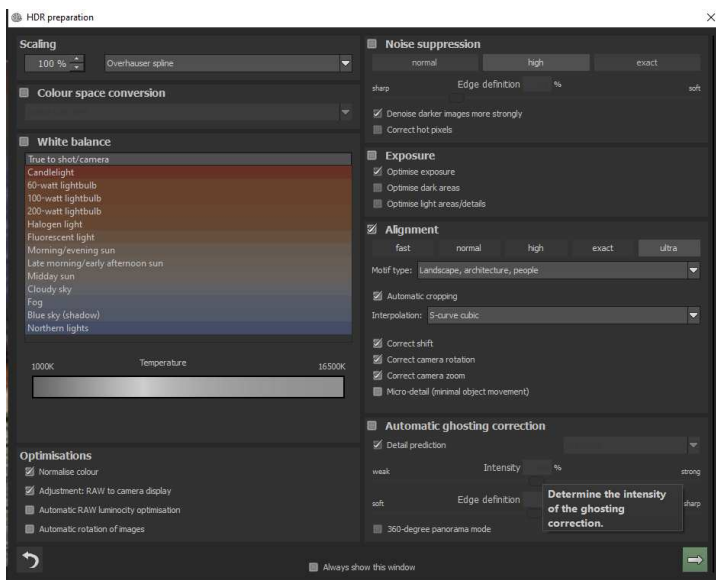 HDR preparation
Scaling
100 %
Overhauser spline
Colour space conversion
White balance
True to shot/camera
Candlelight
60-watt lightbulb
100-watt lightbulb
200-watt lightbulb
Halogen light
Fluorescent light
Morning/evening sun
Late morning/early afternoon sun
Midday sun
Cloudy sky
Fog
Blue sky (shadow)
Northern lights
1000K Temperature 16500K
Optimisations
Normalise colour
Adjustment: RAW to camera display
Automatic RAW luminosity optimisation
Automatic rotation of images
Noise suppression
normal high exact
sharp Edge definition % soft
Denoise darker images more strongly
Correct hot pixels
Exposure
Optimise exposure
Optimise dark areas
Optimise light areas/details
Alignment
fast normal high exact ultra
Motif type: Landscape, architecture, people
Automatic cropping
Interpolation: S-curve cubic
Correct shift
Correct camera rotation
Correct camera zoom
Micro-detail (minimal object movement)
Automatic ghosting correction
Detail prediction
weak Intensity % strong
soft Edge definition sharp
Determine the intensity
of the ghosting
correction.
360-degree panorama mode
Always show this window